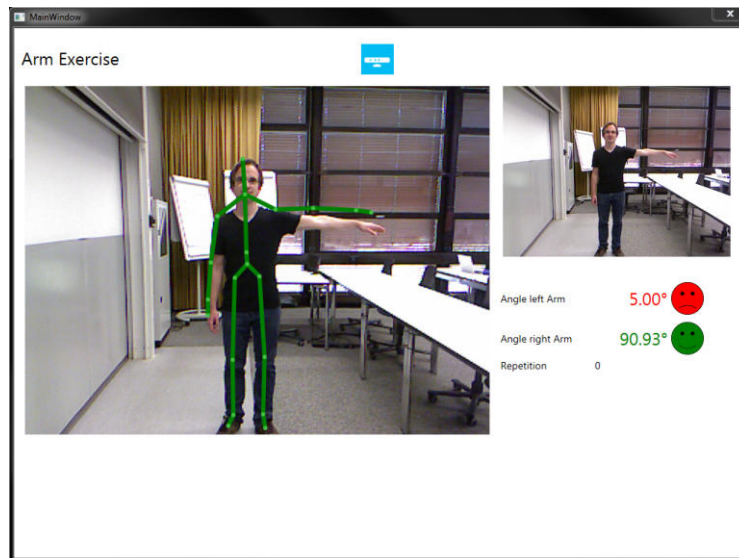 MainWindow
X
Arm Exercise
Angle left Arm 5.00°
Angle right Arm 90.93°
Repetition 0